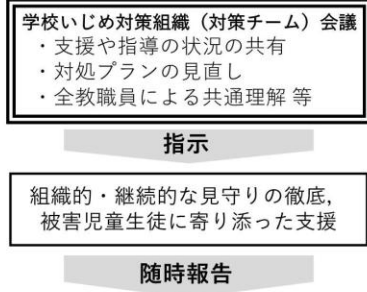 学校いじめ対策組織（対策チーム）会議
・支援や指導の状況の共有
・対処プランの見直し
・全教職員による共通理解 等
指示
組織的・継続的な見守りの徹底，
被害児童生徒に寄り添った支援
随時報告